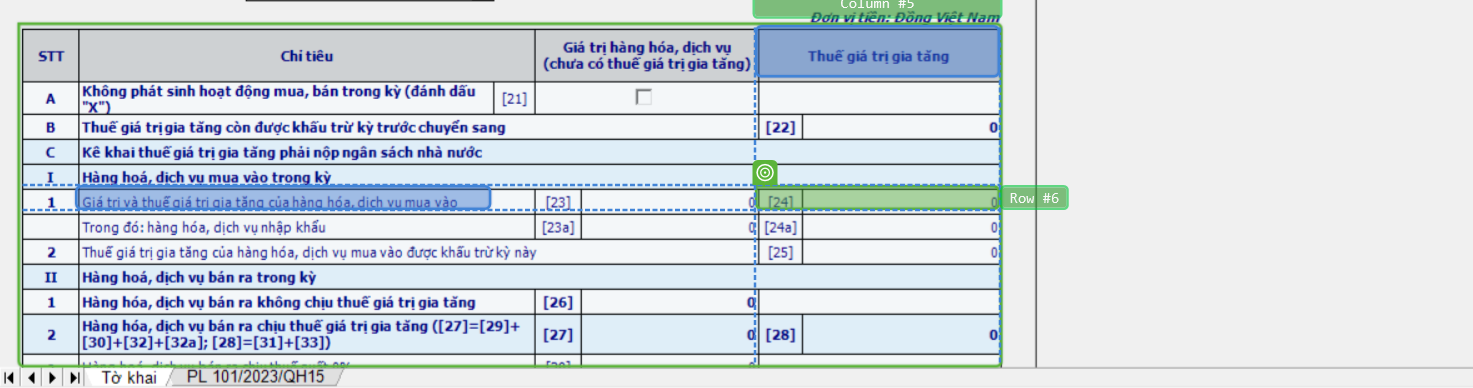 Column #5
Đơn vị tiền: Đồng Việt Nam
STT Chỉ tiêu Giá trị hàng hóa, dịch vụ (chưa có thuế giá trị gia tăng) Thuế giá trị gia tăng
A Không phát sinh hoạt động mua, bán trong kỳ (đánh dấu "X") [21]
B Thuế giá trị gia tăng còn được khấu trừ kỳ trước chuyển sang [22] 0
C Kê khai thuế giá trị gia tăng phải nộp ngân sách nhà nước
I Hàng hoá, dịch vụ mua vào trong kỳ
1 Giá trị và thuế giá trị gia tăng của hàng hóa, dịch vụ mua vào [23] 0 [24] 0
Row #6
Trong đó: hàng hóa, dịch vụ nhập khẩu [23a] 0 [24a] 0
2 Thuế giá trị gia tăng của hàng hóa, dịch vụ mua vào được khấu trừ kỳ này [25] 0
II Hàng hoá, dịch vụ bán ra trong kỳ
1 Hàng hóa, dịch vụ bán ra không chịu thuế giá trị gia tăng [26] 0
2 Hàng hóa, dịch vụ bán ra chịu thuế giá trị gia tăng ([27]=[29]+
[30]+[32]+[32a]; [28]=[31]+[33]) [27] 0 [28] 0
Tờ khai PL 101/2023/QH15